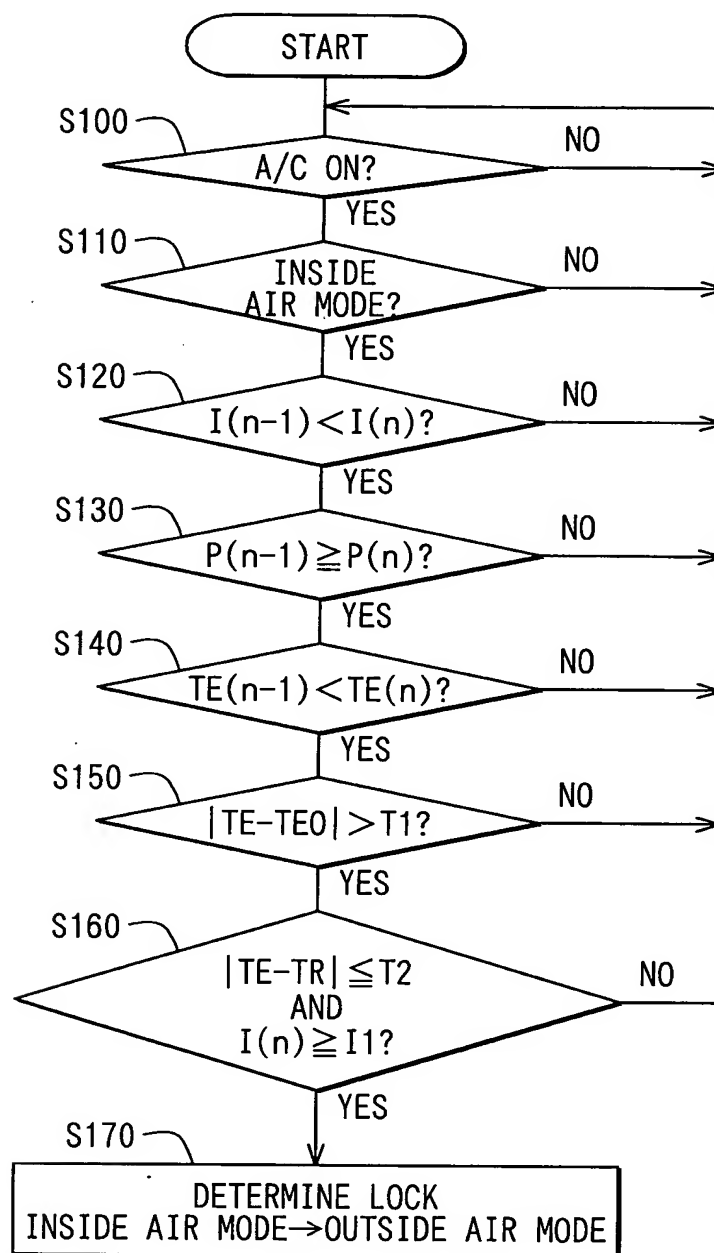 START
S100
A/C ON?
NO
YES
S110
INSIDE
AIR MODE?
NO
YES
S120
I(n-1)<I(n)?
NO
YES
S130
P(n-1)≧P(n)?
NO
YES
S140
TE(n-1)<TE(n)?
NO
YES
S150
|TE-TEO|>T1?
NO
YES
S160
|TE-TR|≦T2
AND
I(n)≧I1?
NO
YES
S170
DETERMINE LOCK
INSIDE AIR MODE→OUTSIDE AIR MODE